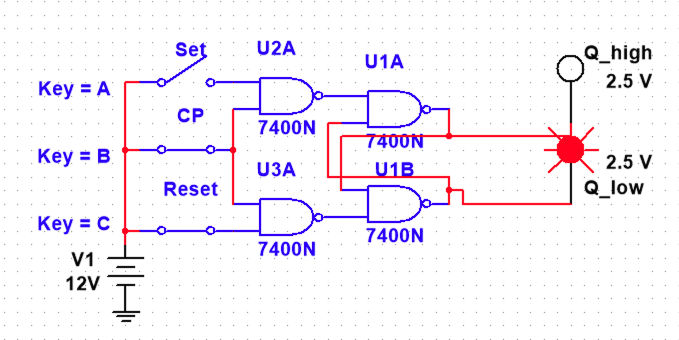 Set
U2A
U1A
Q_high
2.5 V
Key = A
CP
7400N
7400N
Key = B
U3A
U1B
2.5 V
Reset
Q_low
Key = C
7400N
7400N
V1
12V